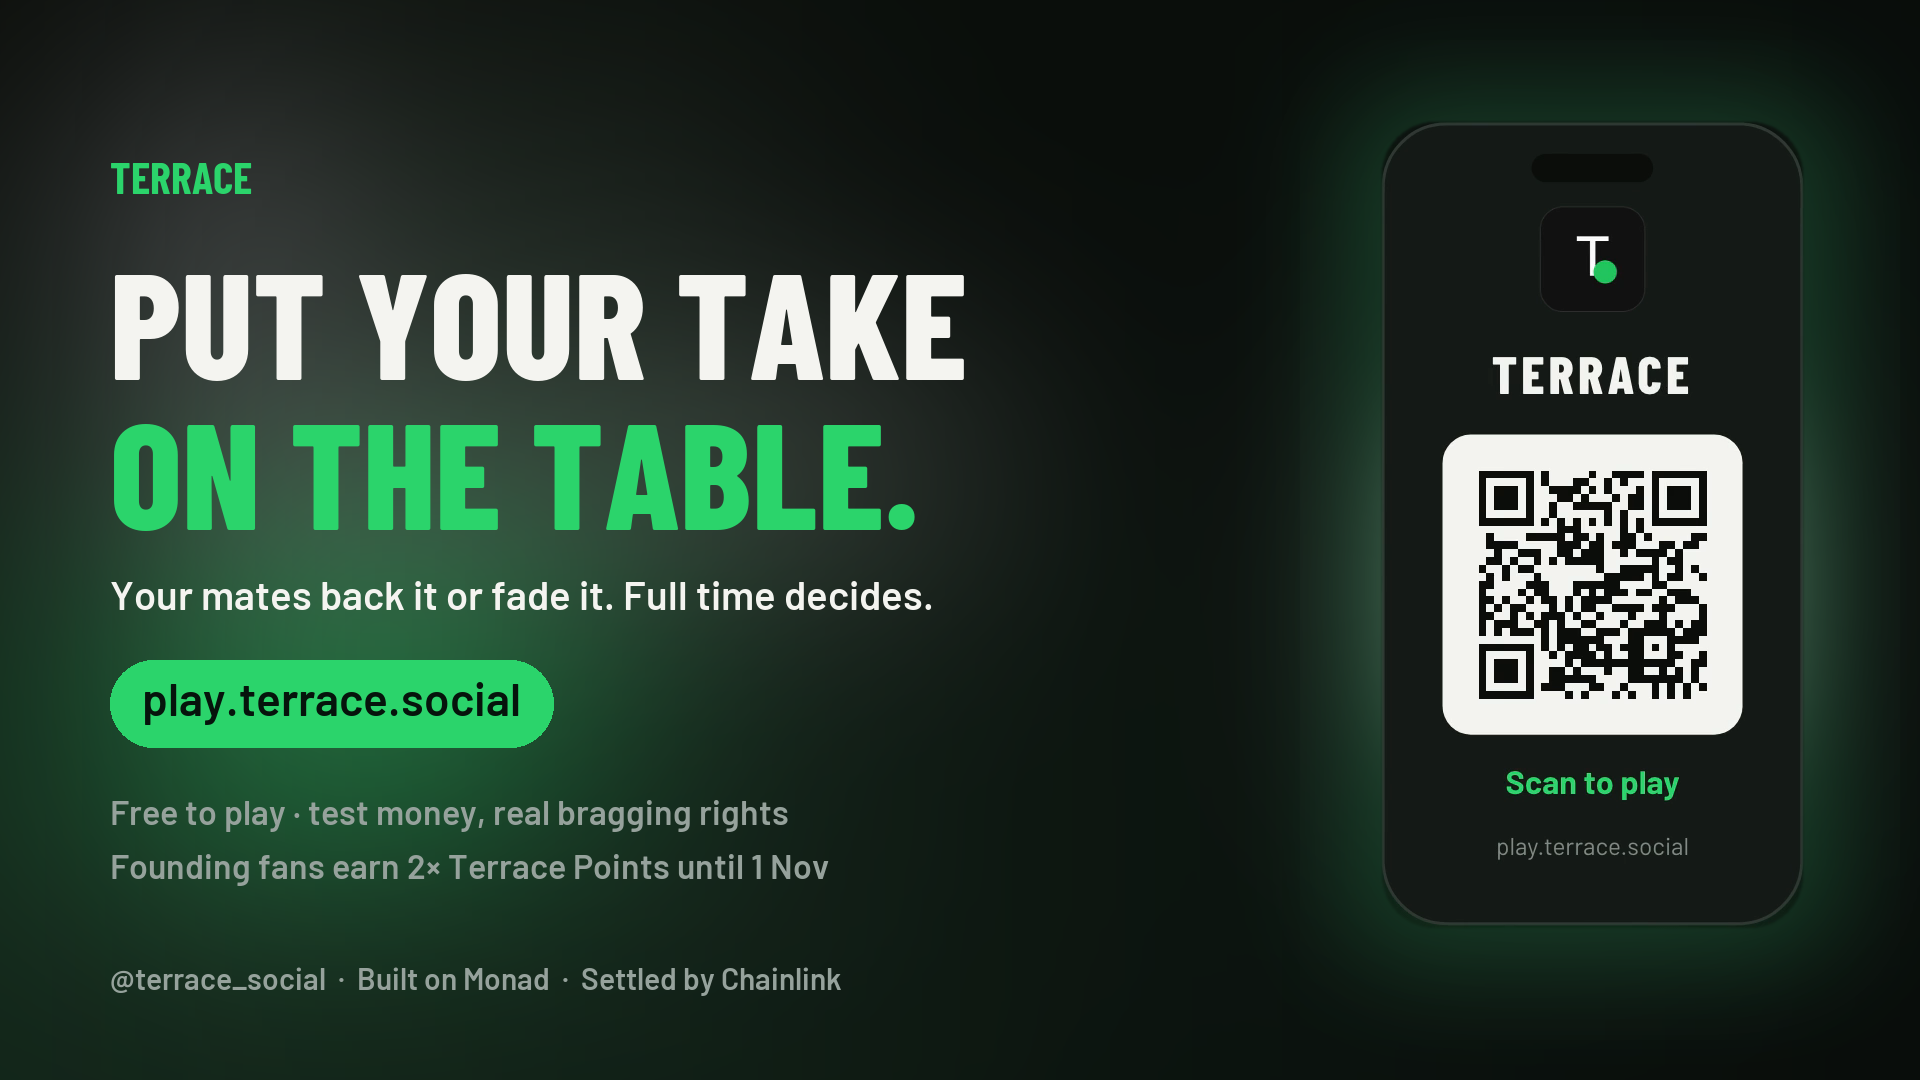 TERRACE
PUT YOUR TAKE
ON THE TABLE.
Your mates back it or fade it. Full time decides.
play.terrace.social
Free to play · test money, real bragging rights
Founding fans earn 2× Terrace Points until 1 Nov
@terrace_social · Built on Monad · Settled by Chainlink
T
TERRACE
Scan to play
play.terrace.social